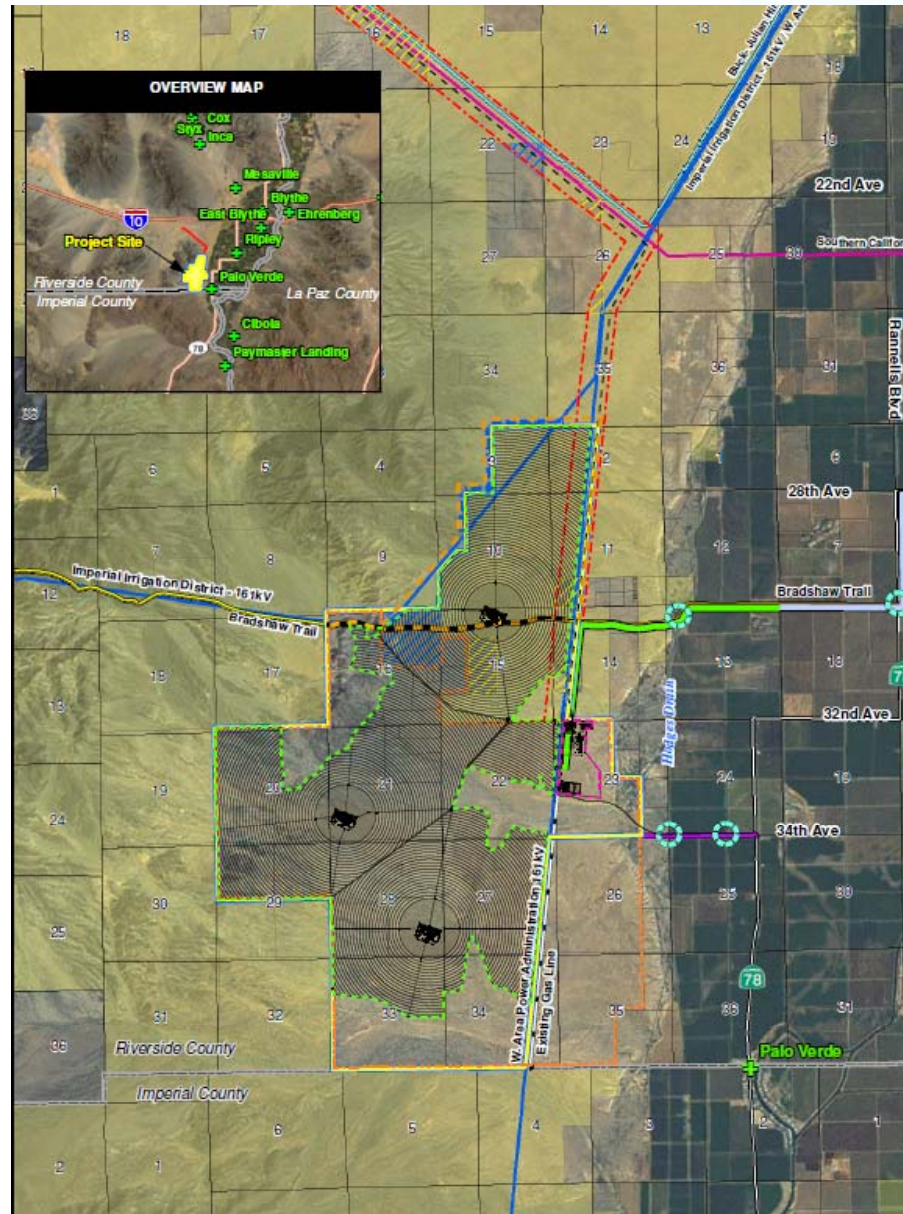 18
17
15
14
16
13
OVERVIEW MAP
Cox
Styx
Inca
Mesaville
Blythe
East Blythe
Ehrenberg
10
Ripley
Project Site
Palo Verde
Riverside County
Imperial County
La Paz County
Cibola
78
Paymaster Landing
Buck-Julian Hin
Imperial Irrigation District - 161kV / W. Ar
22
23
24
19
22nd Ave
Southern Califor
27
26
25
30
34
35
36
31
Rannells Blvd
36
6
5
4
3
2
1
6
28th Ave
1
7
8
9
10
11
12
7
12
Imperial Irrigation District - 161kV
Bradshaw Trail
Bradshaw Trail
18
17
16
15
14
13
18
13
Hodges Drain
7
32nd Ave
20
21
22
23
24
19
24
19
34th Ave
30
29
28
27
26
25
30
25
W. Area Power Administration 161kV
Existing Gas Line
78
31
32
33
34
35
36
31
36
Riverside County
Palo Verde
Imperial County
6
5
4
3
2
1
2
1